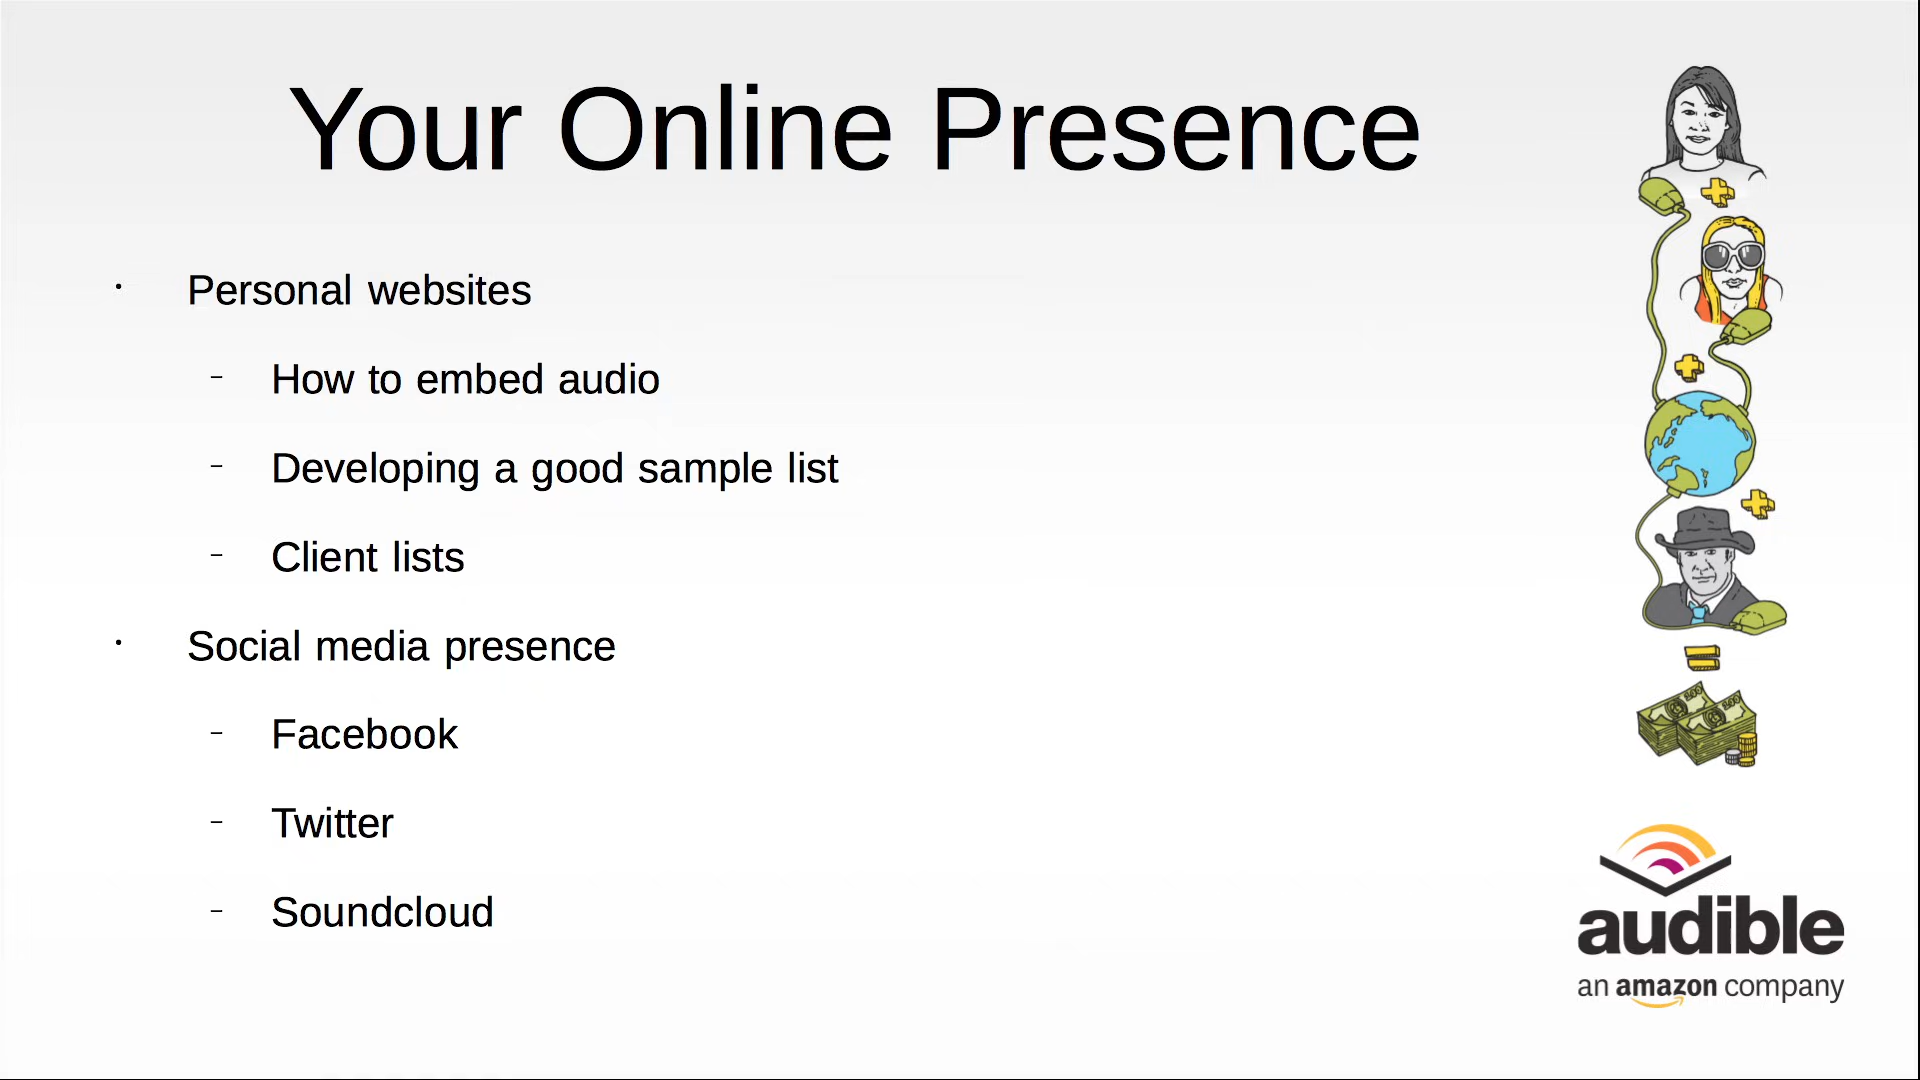 Your Online Presence
· Personal websites
– How to embed audio
– Developing a good sample list
– Client lists
· Social media presence
– Facebook
– Twitter
– Soundcloud
audible
an amazon company